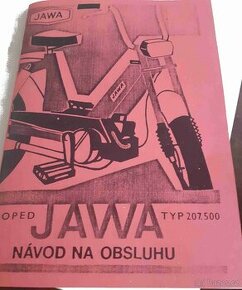 JAWA
JAWA
OPED JAWA TYP 207.500
NÁVOD NA OBSLUHU